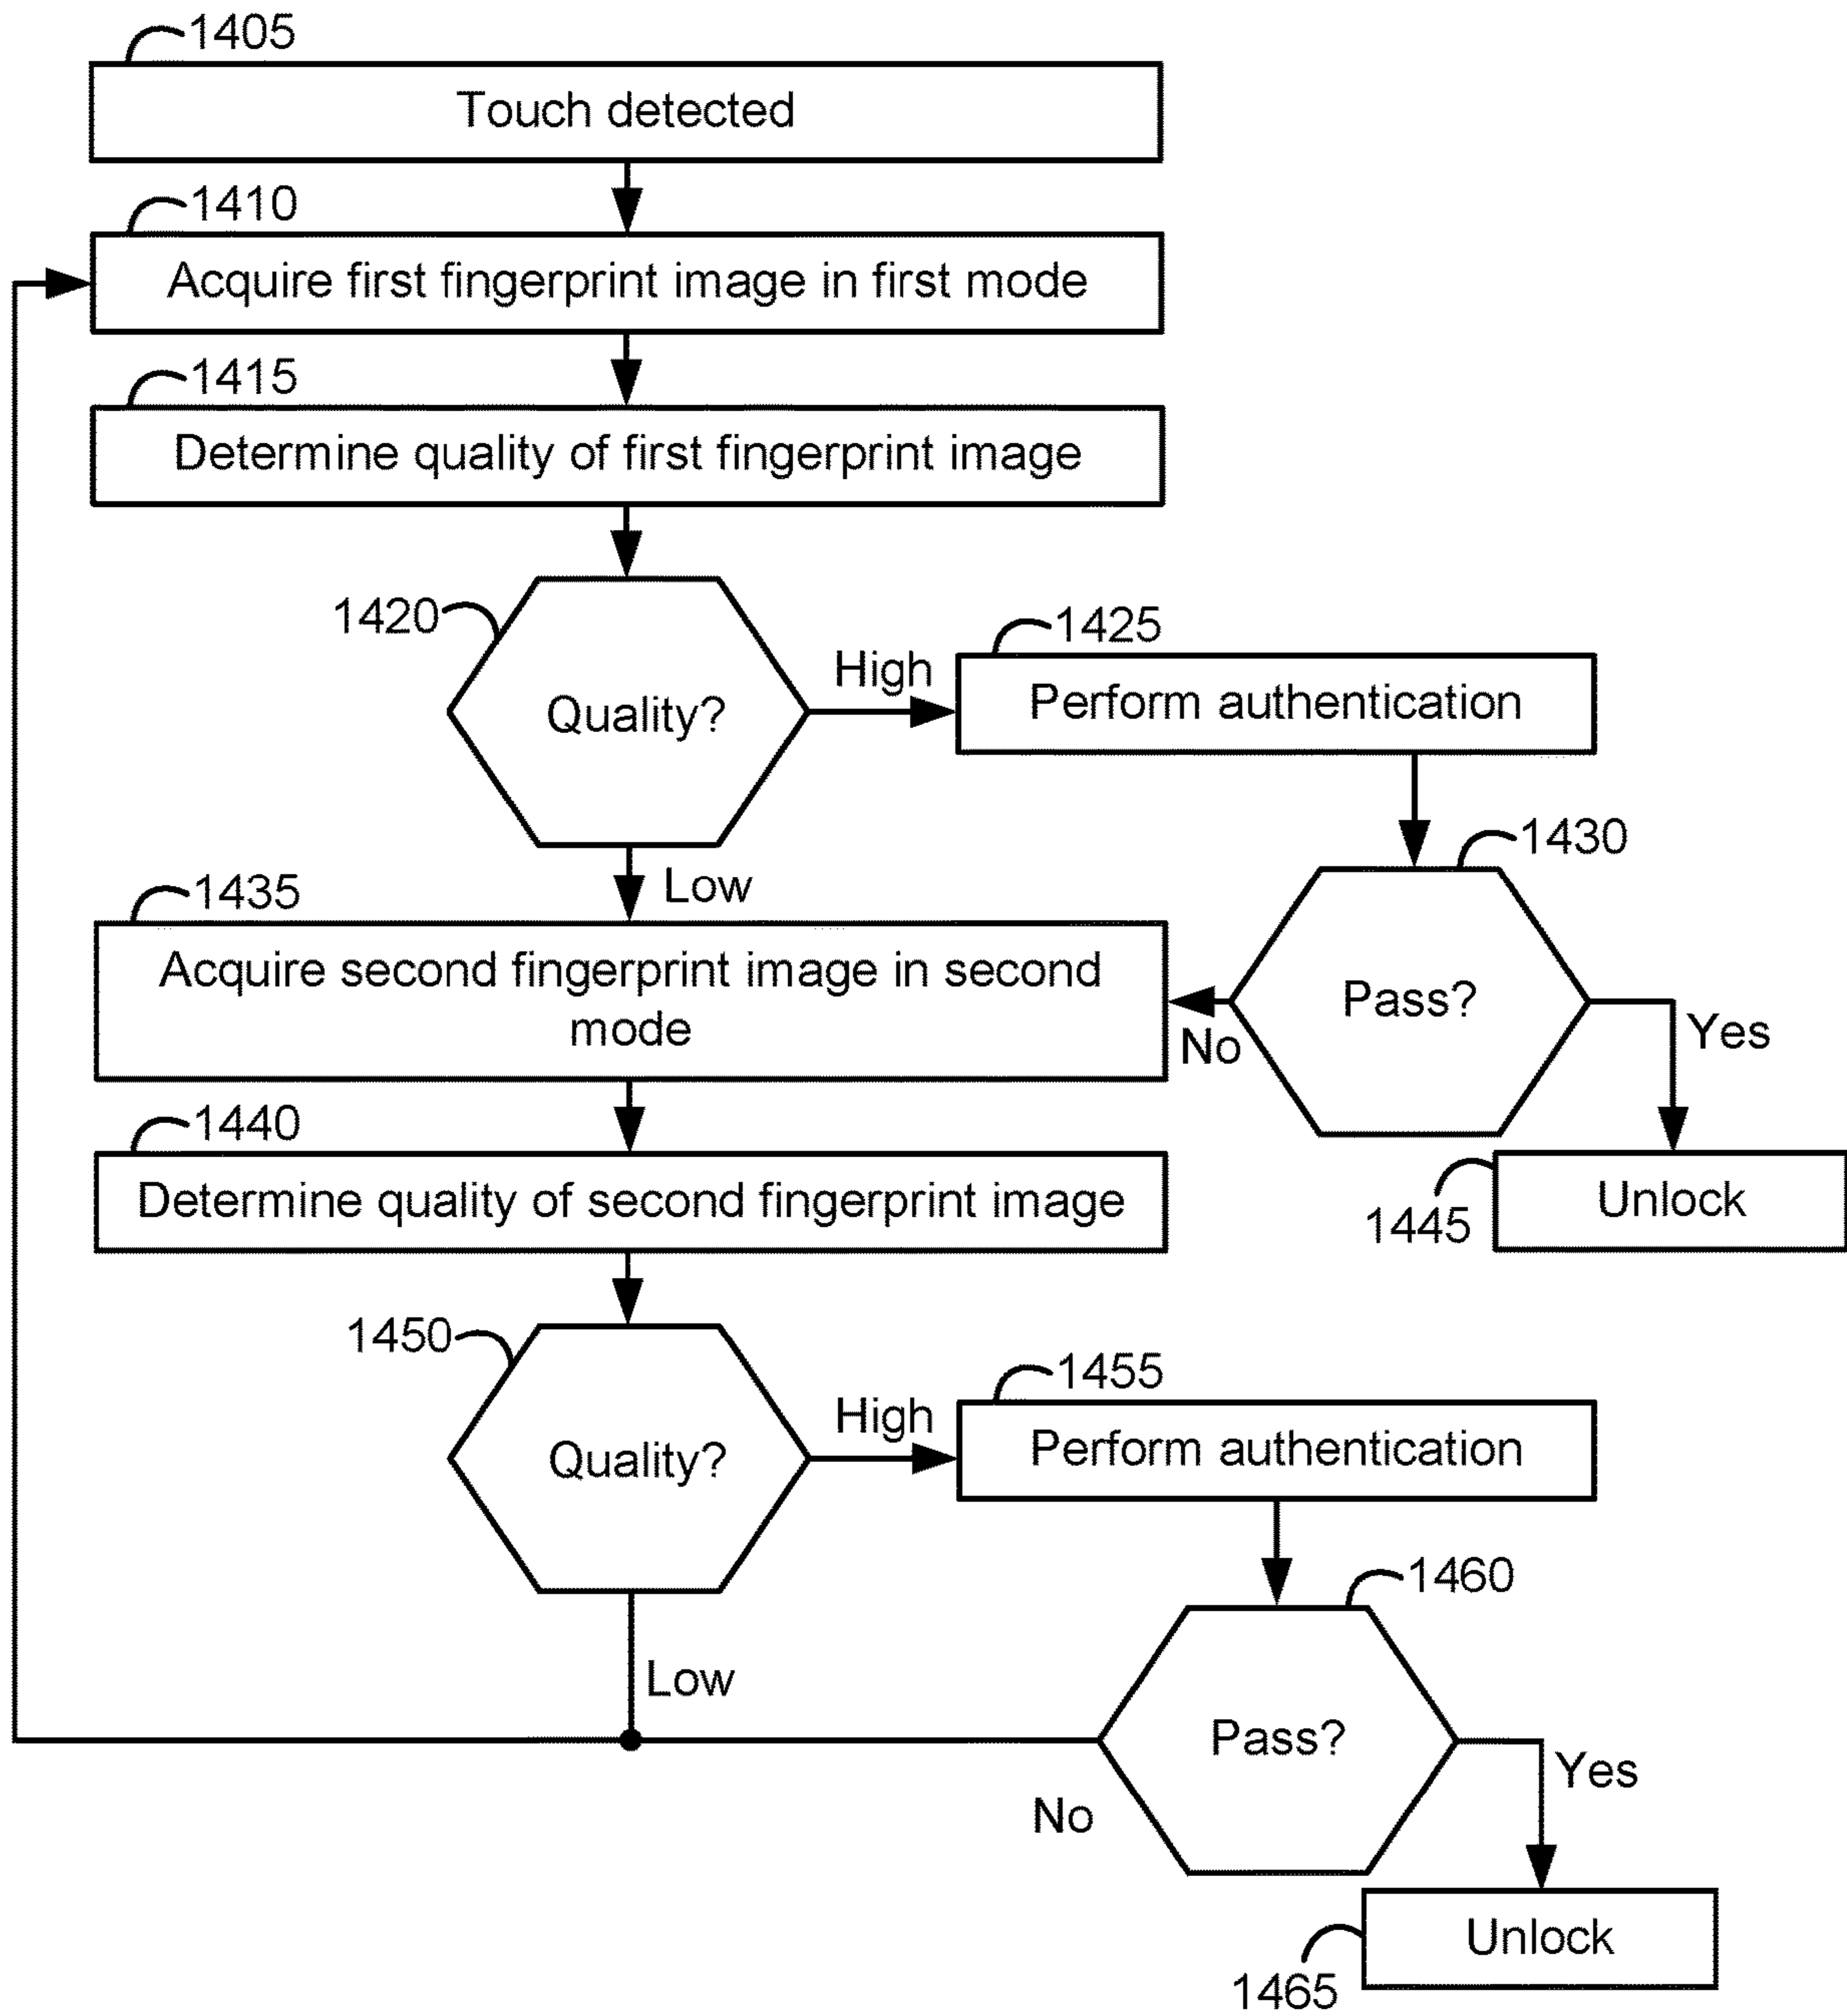 1405
Touch detected
1410
Acquire first fingerprint image in first mode
1415
Determine quality of first fingerprint image
1420
Quality?
High
1425
Perform authentication
1430
Pass?
Low
1435
Acquire second fingerprint image in second
mode
No
Yes
1440
Determine quality of second fingerprint image
1445
Unlock
1450
Quality?
High
1455
Perform authentication
1460
Low
Pass?
No
Yes
1465
Unlock